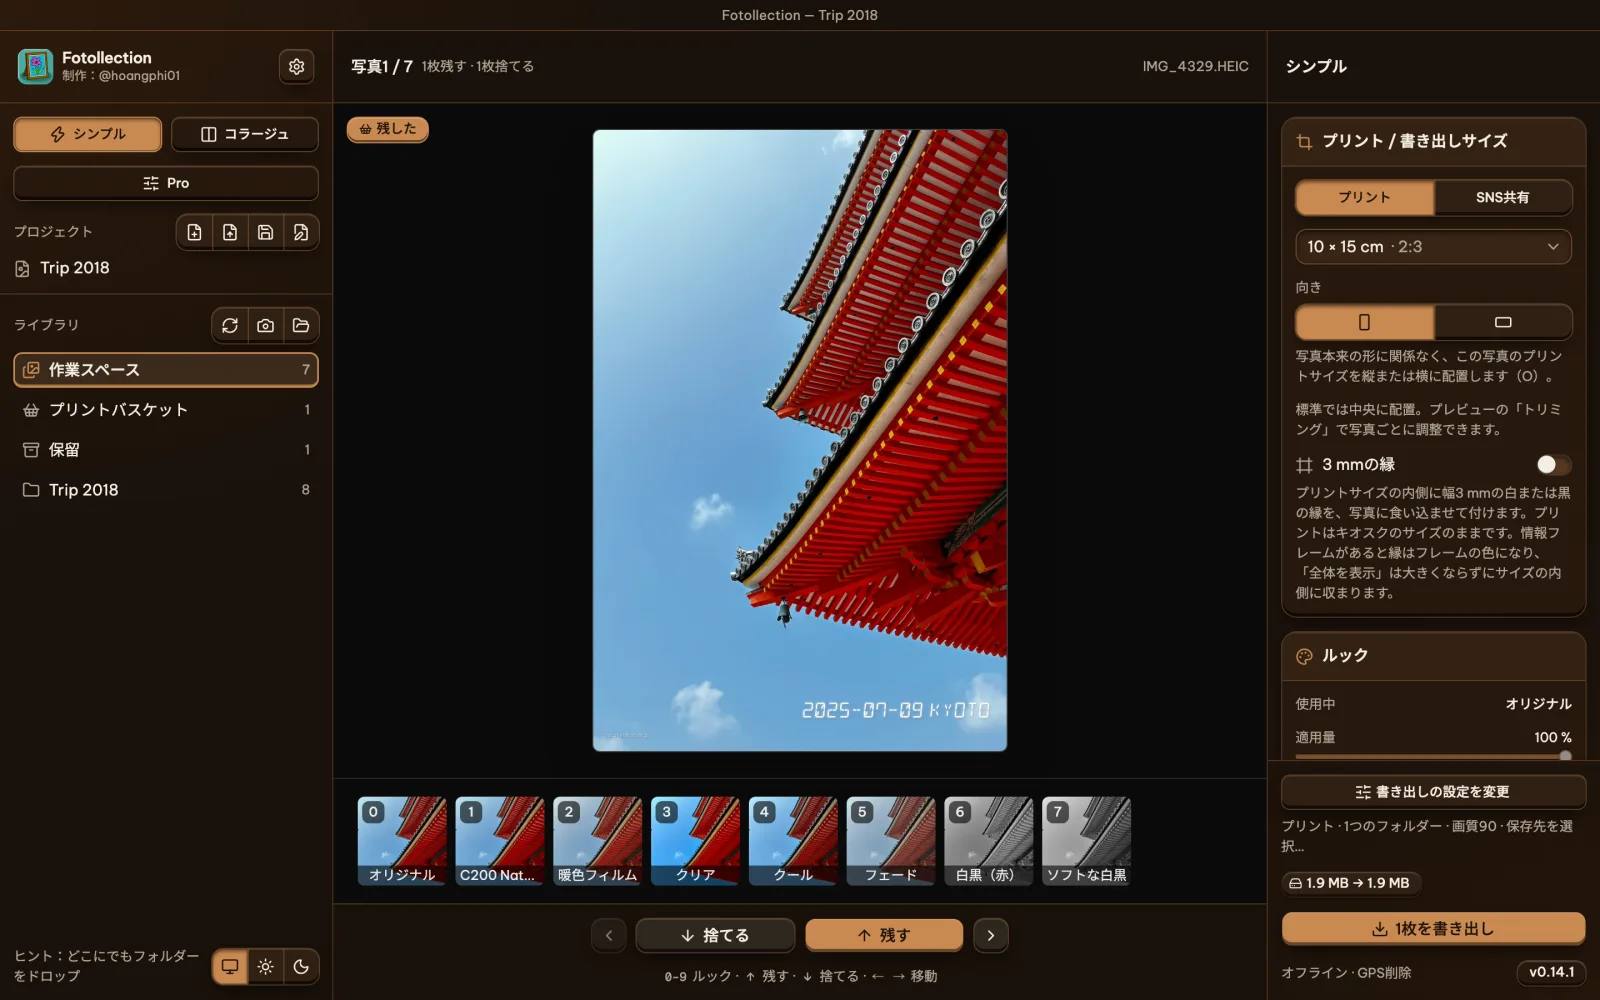 Fotollection — Trip 2018
Fotollection
制作：@hoangphi01
シンプル
コラージュ
Pro
プロジェクト
Trip 2018
ライブラリ
作業スペース 7
プリントバスケット 1
保留 1
Trip 2018 8
ヒント：どこにでもフォルダー
をドロップ
写真1 / 7 1枚残す · 1枚捨てる
IMG_4329.HEIC
残した
2025-07-09 KYOTO
0 オリジナル
1 C200 Nat...
2 暖色フィルム
3 クリア
4 クール
5 フェード
6 白黒（赤）
7 ソフトな白黒
↓ 捨てる
↑ 残す
0-9 ルック · ↑ 残す · ↓ 捨てる · ← → 移動
シンプル
プリント / 書き出しサイズ
プリント
SNS共有
10 × 15 cm · 2:3
向き
写真本来の形に関係なく、この写真のプリン
トサイズを縦または横に配置します（O）。
標準では中央に配置。プレビューの「トリミ
ング」で写真ごとに調整できます。
3 mmの縁
プリントサイズの内側に幅3 mmの白または黒
の縁を、写真に食い込ませて付けます。プリ
ントはキオスクのサイズのままです。情報フ
レームがあると縁はフレームの色になり、
「全体を表示」は大きくならずにサイズの内
側に収まります。
ルック
使用中 オリジナル
適用量 100 %
書き出しの設定を変更
プリント · 1つのフォルダー · 画質90 · 保存先を選
択...
1.9 MB → 1.9 MB
1枚を書き出し
オフライン · GPS削除
v0.14.1